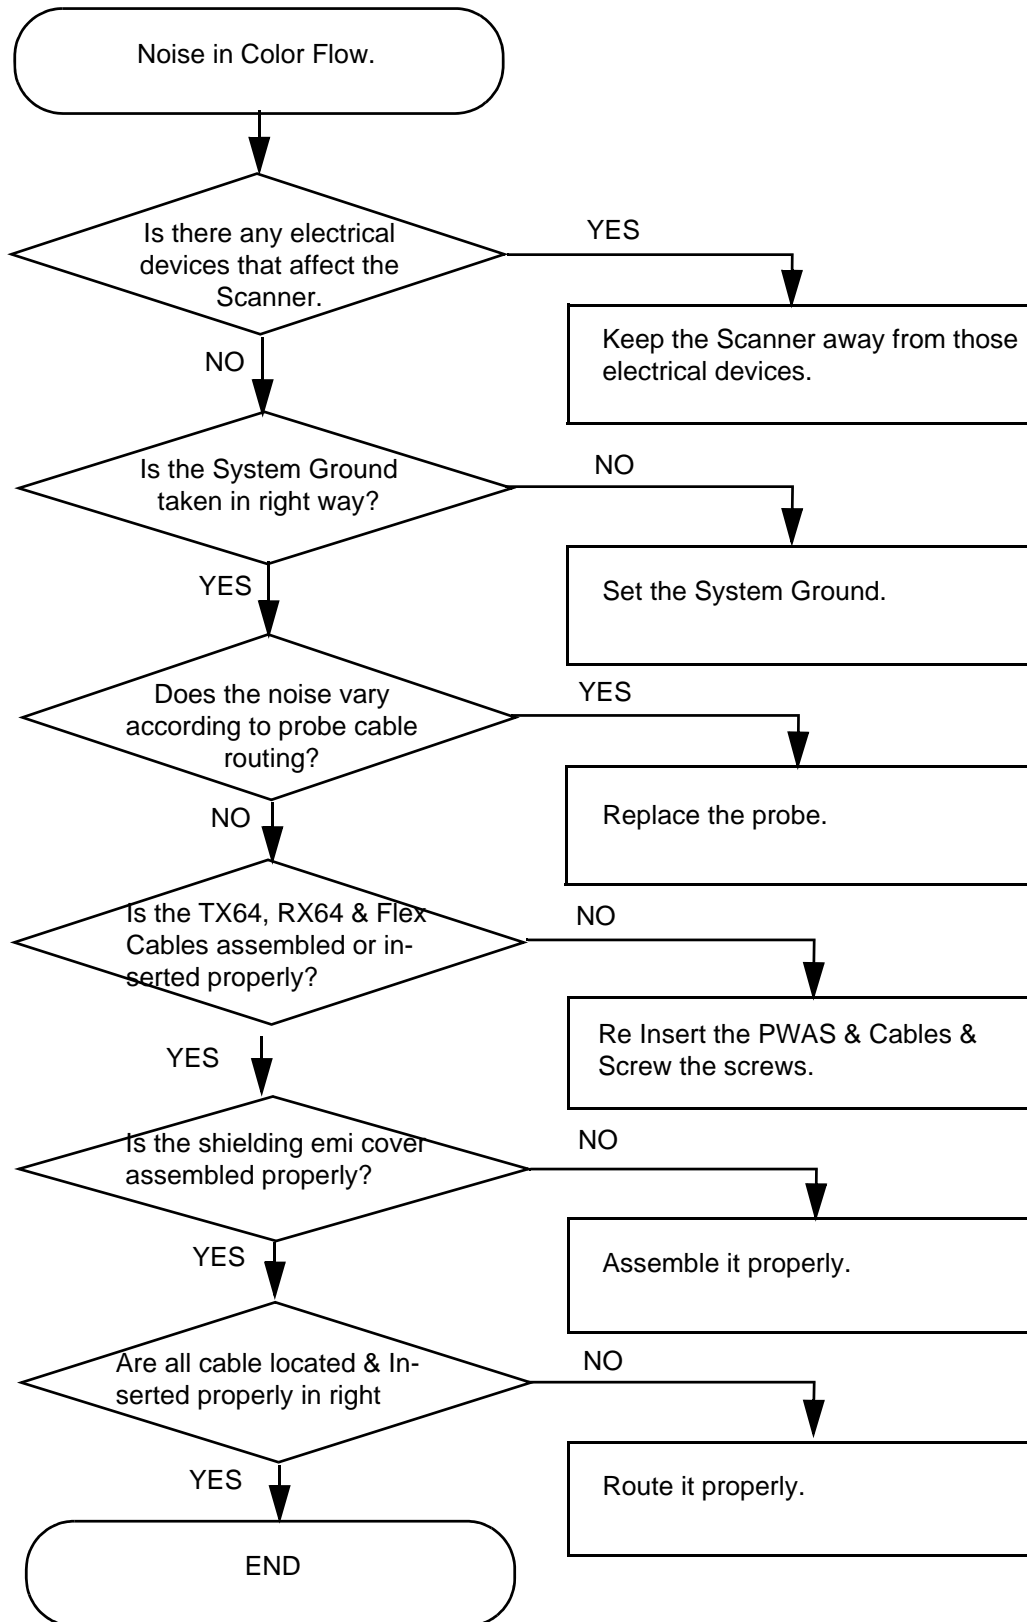 Noise in Color Flow.
Is there any electrical
devices that affect the
Scanner.
YES
Keep the Scanner away from those
electrical devices.
NO
Is the System Ground
taken in right way?
NO
Set the System Ground.
YES
Does the noise vary
according to probe cable
routing?
YES
Replace the probe.
NO
Is the TX64, RX64 & Flex
Cables assembled or in-
serted properly?
NO
Re Insert the PWAS & Cables &
Screw the screws.
YES
Is the shielding emi cover
assembled properly?
NO
Assemble it properly.
YES
Are all cable located & In-
serted properly in right
NO
Route it properly.
YES
END